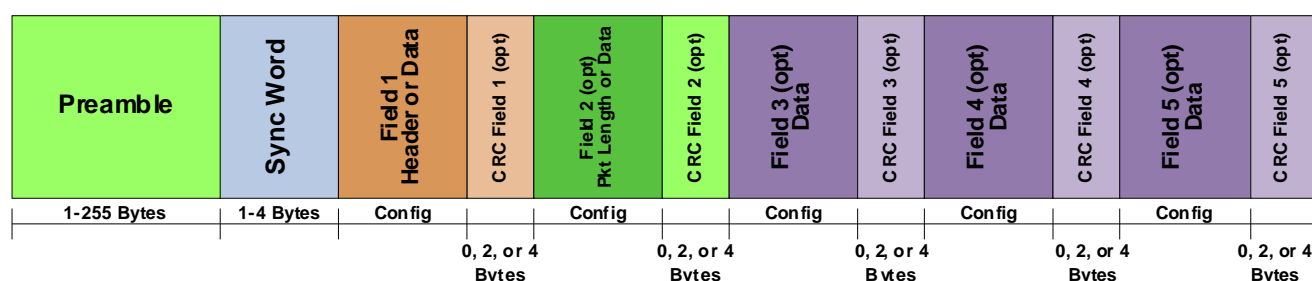 Preamble
Sync Word
Field 1
Header or Data
CRC Field 1 (opt)
Field 2 (opt)
Pkt Length or Data
CRC Field 2 (opt)
Field 3 (opt)
Data
CRC Field 3 (opt)
Field 4 (opt)
Data
CRC Field 4 (opt)
Field 5 (opt)
Data
CRC Field 5 (opt)
1-255 Bytes
1-4 Bytes
Config
Config
Config
Config
Config
0, 2, or 4
Bytes
0, 2, or 4
Bytes
0, 2, or 4
Bytes
0, 2, or 4
Bytes
0, 2, or 4
Bytes